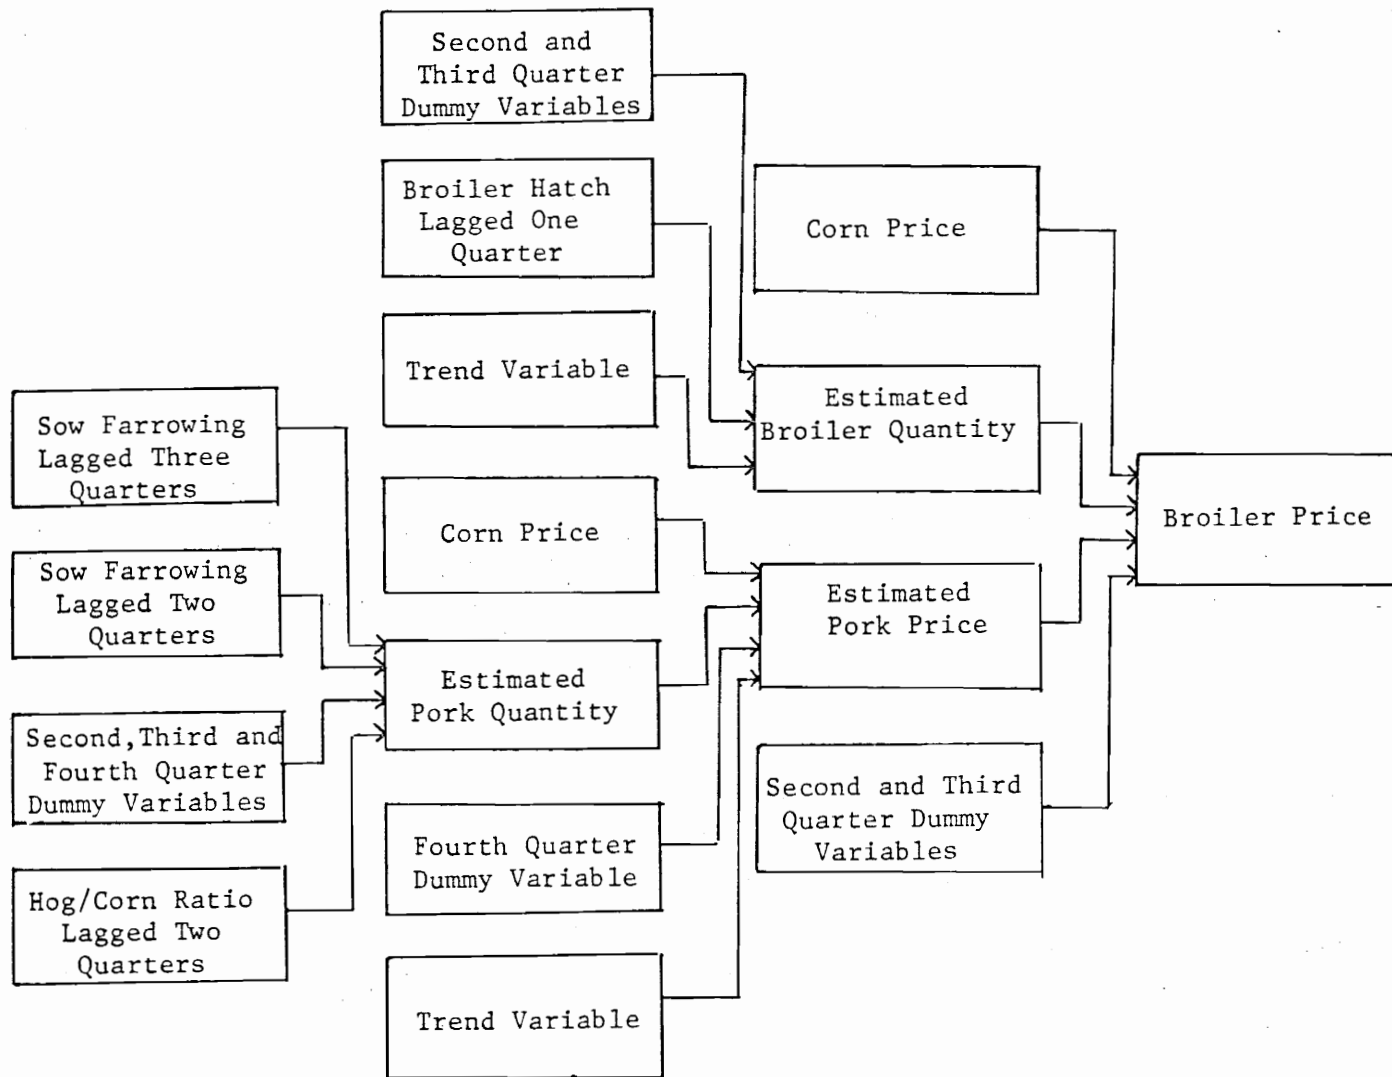 Second and
Third Quarter
Dummy Variables
Broiler Hatch
Lagged One
Quarter
Corn Price
Trend Variable
Estimated
Broiler Quantity
Sow Farrowing
Lagged Three
Quarters
Corn Price
Broiler Price
Sow Farrowing
Lagged Two
Quarters
Estimated
Pork Price
Estimated
Pork Quantity
Second,Third and
Fourth Quarter
Dummy Variables
Second and Third
Quarter Dummy
Variables
Fourth Quarter
Dummy Variable
Hog/Corn Ratio
Lagged Two
Quarters
Trend Variable